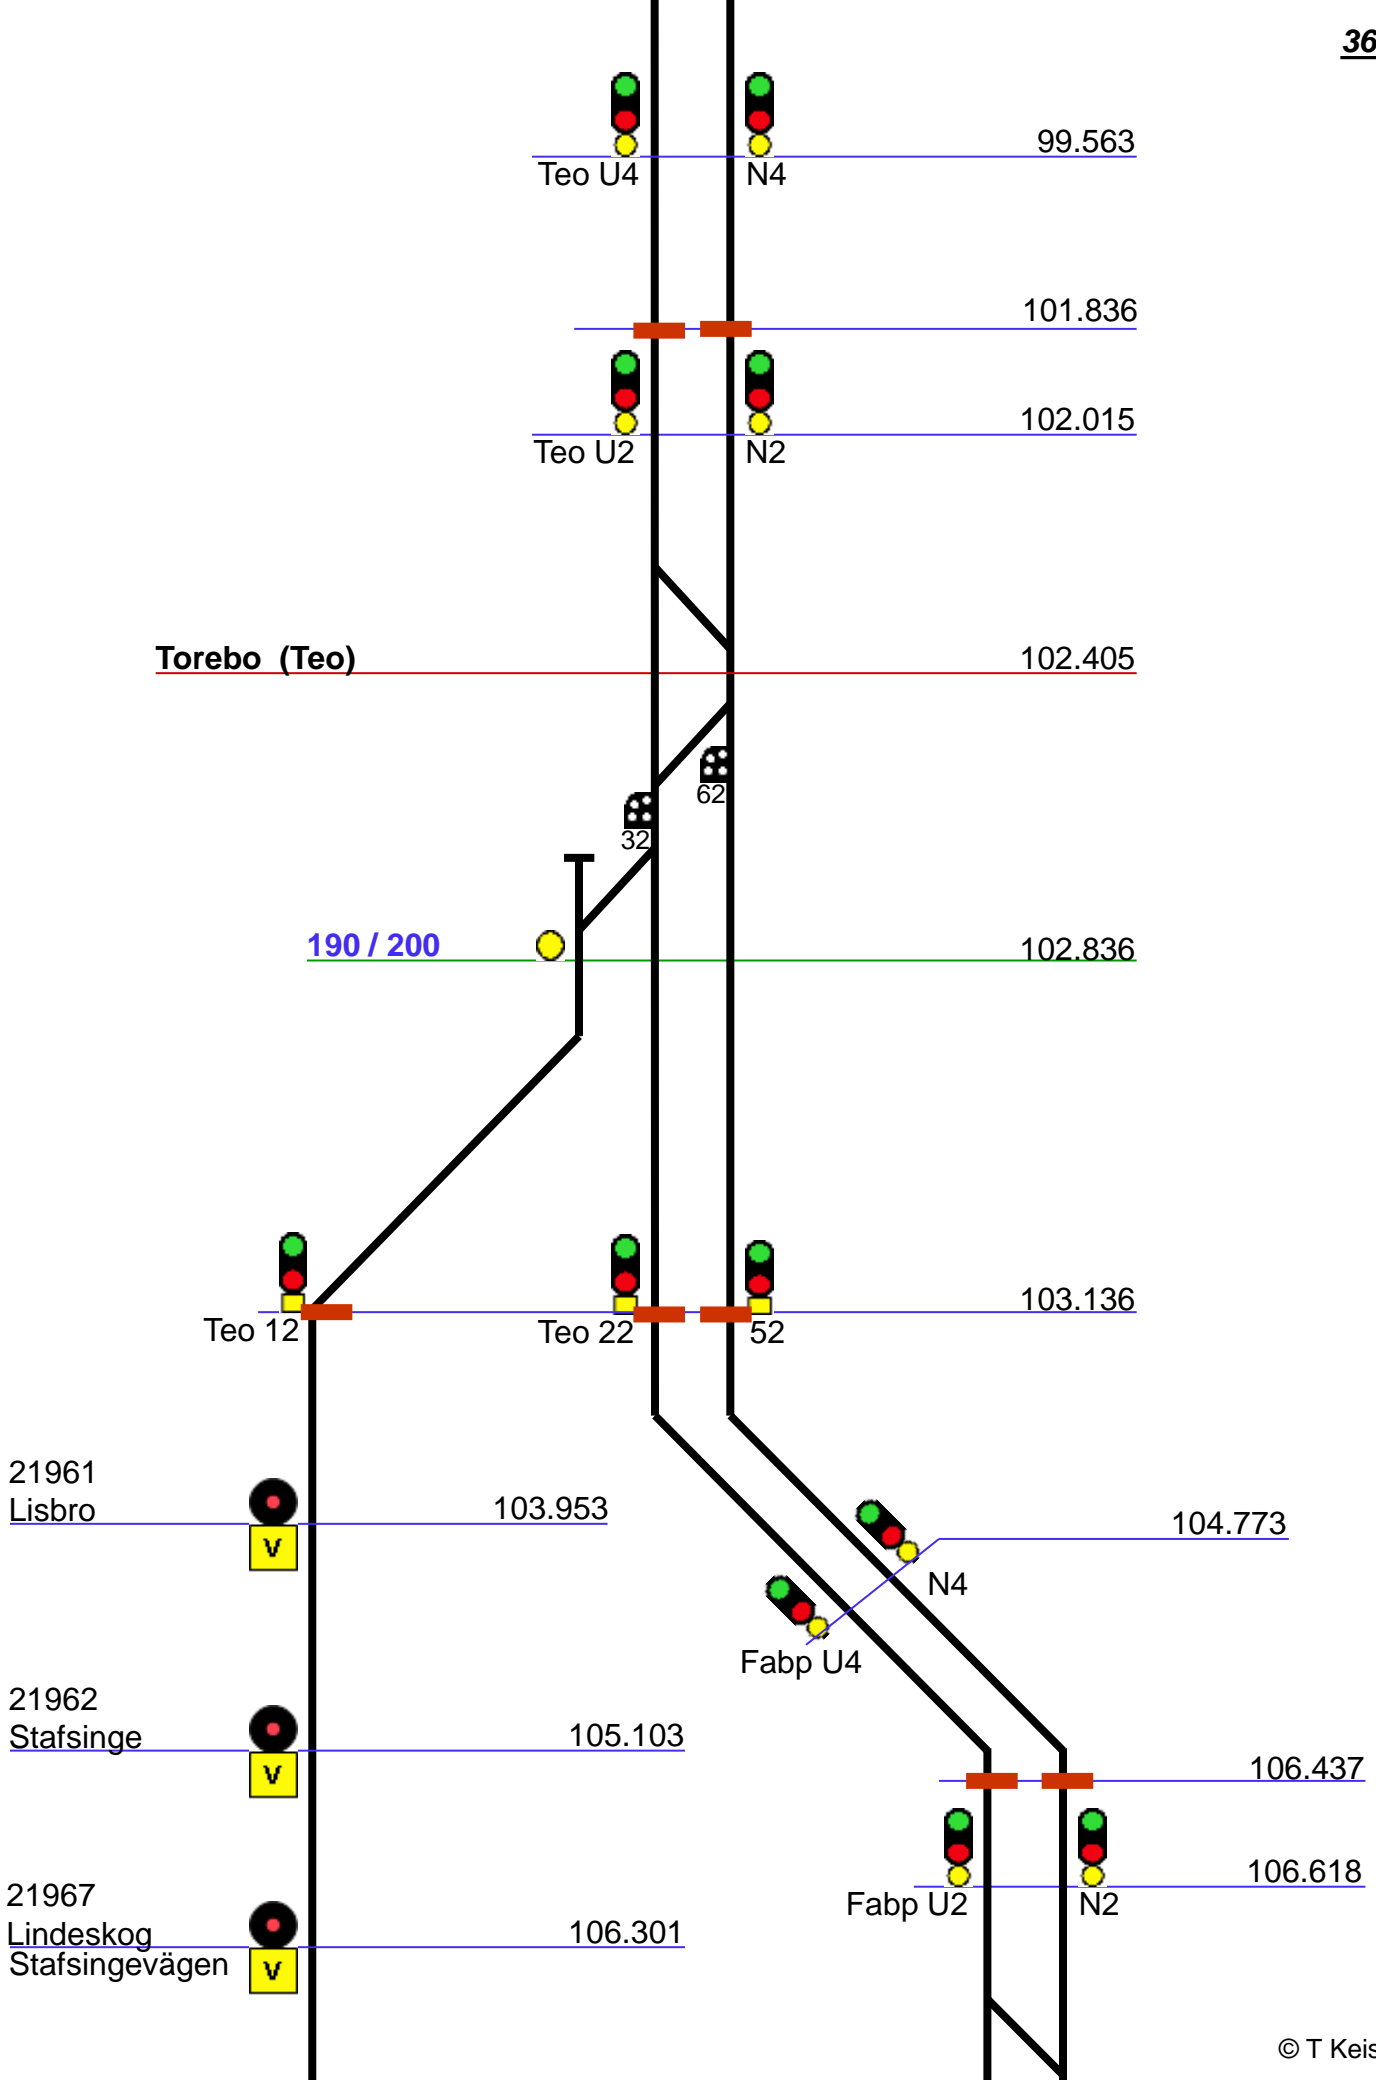 36
99.563
Teo U4
N4
101.836
102.015
Teo U2
N2
Torebo (Teo)
102.405
62
32
190 / 200
102.836
103.136
Teo 12
Teo 22
52
21961
Lisbro
103.953
V
104.773
N4
Fabp U4
21962
Stafsinge
105.103
V
106.437
106.618
Fabp U2
N2
21967
Lindeskog
106.301
Stafsingevägen
V
© T Keis